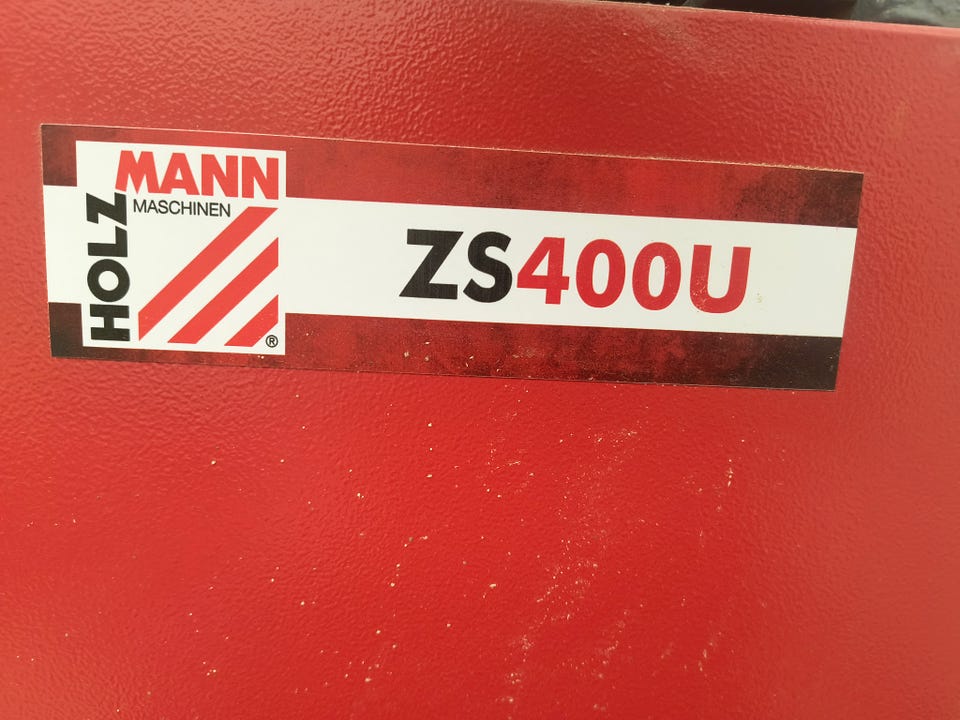 HOLZ
MANN
MASCHINEN
®
ZS400U